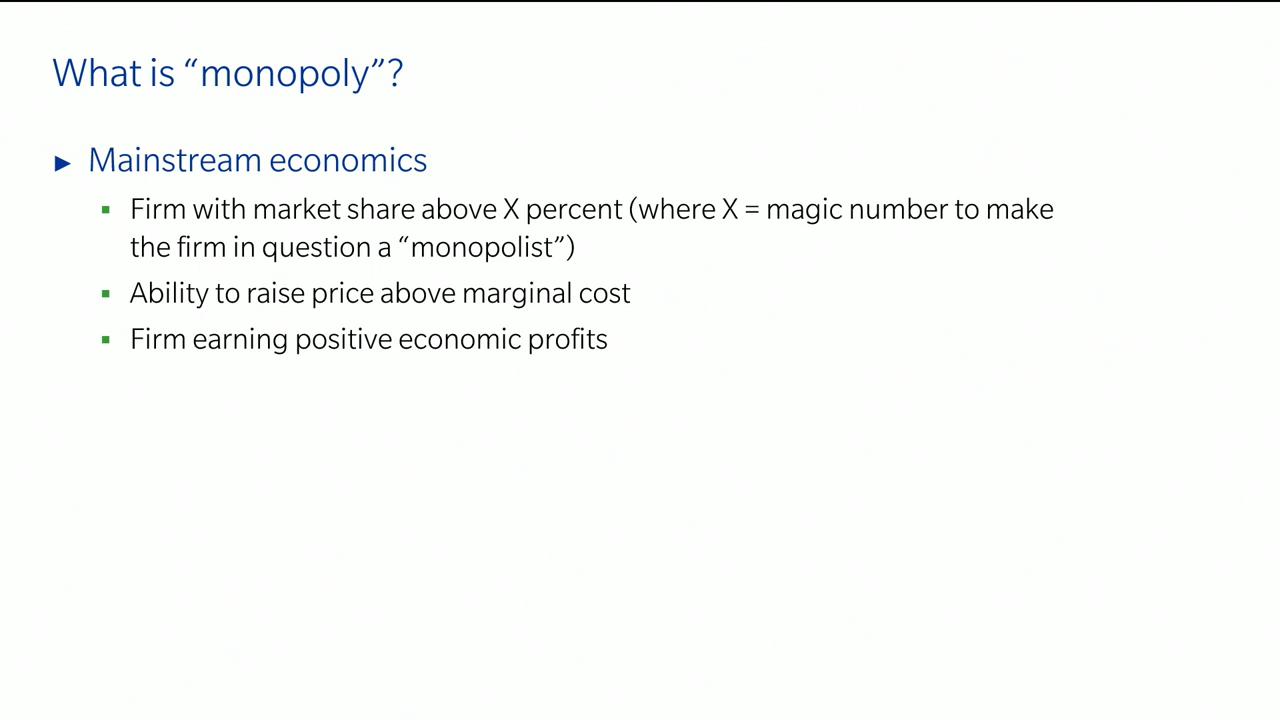 What is “monopoly”?
► Mainstream economics
▪ Firm with market share above X percent (where X = magic number to make
the firm in question a “monopolist”)
▪ Ability to raise price above marginal cost
▪ Firm earning positive economic profits